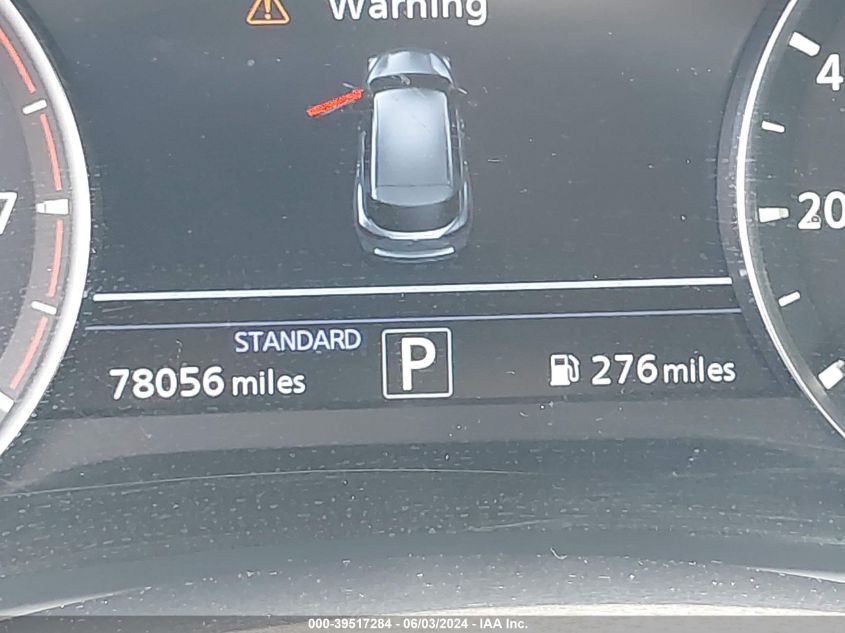 Warning
4
7
20
STANDARD
P
78056 miles
276 miles
000-39517284 - 06/03/2024 - IAA Inc.